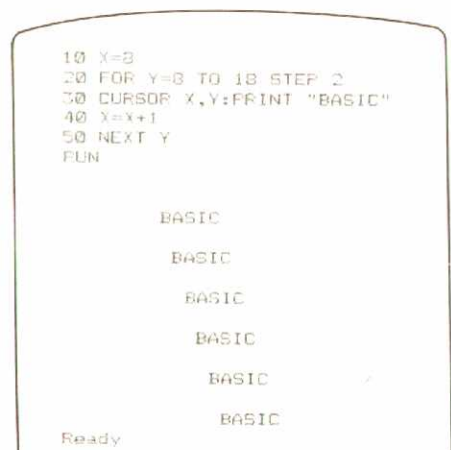 10 X=8
20 FOR Y=8 TO 18 STEP 2
30 CURSOR X,Y:PRINT "BASIC"
40 X=X+1
50 NEXT Y
RUN
BASIC
BASIC
BASIC
BASIC
BASIC
BASIC
Ready